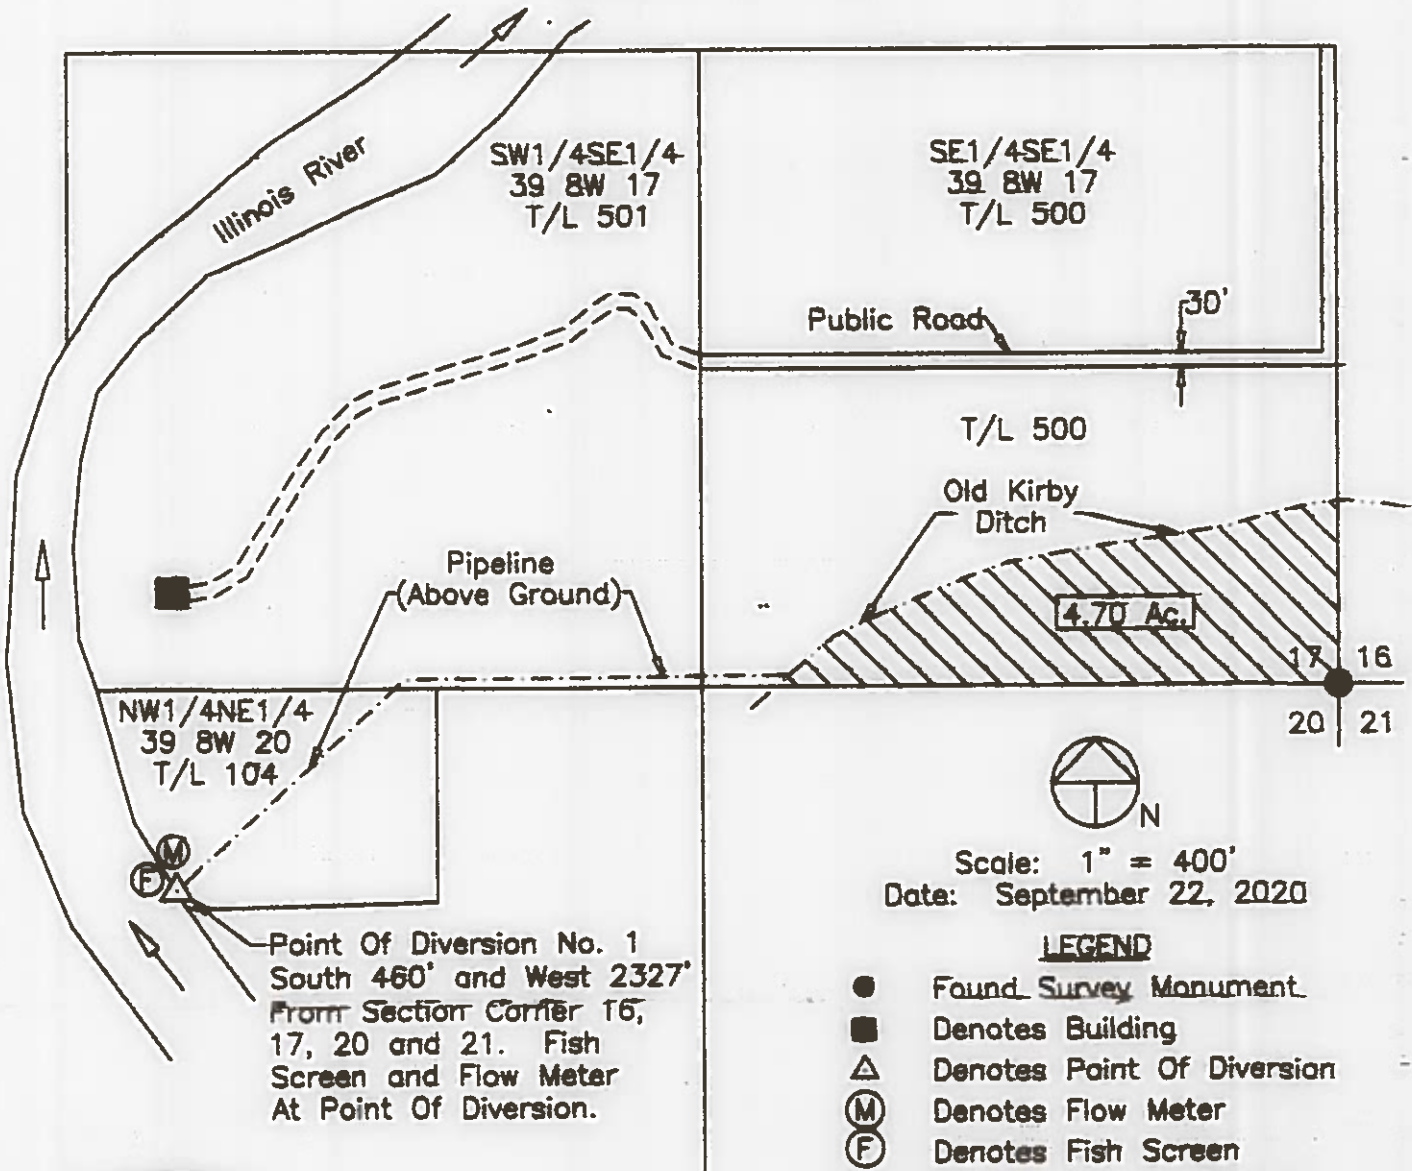 Illinois River
SW1/4SE1/4
39 8W 17
T/L 501
SE1/4SE1/4
39 8W 17
T/L 500
Public Road
30'
T/L 500
Old Kirby
Ditch
Pipeline
(Above Ground)
4.70 Ac.
17 16
20 21
NW1/4NE1/4
39 8W 20
T/L 104
M
F
N
Scale: 1" = 400'
Date: September 22, 2020
Point Of Diversion No. 1
South 460' and West 2327'
From Section Corner 16,
17, 20 and 21. Fish
Screen and Flow Meter
At Point Of Diversion.
LEGEND
Found Survey Monument
Denotes Building
Denotes Point Of Diversion
M Denotes Flow Meter
F Denotes Fish Screen